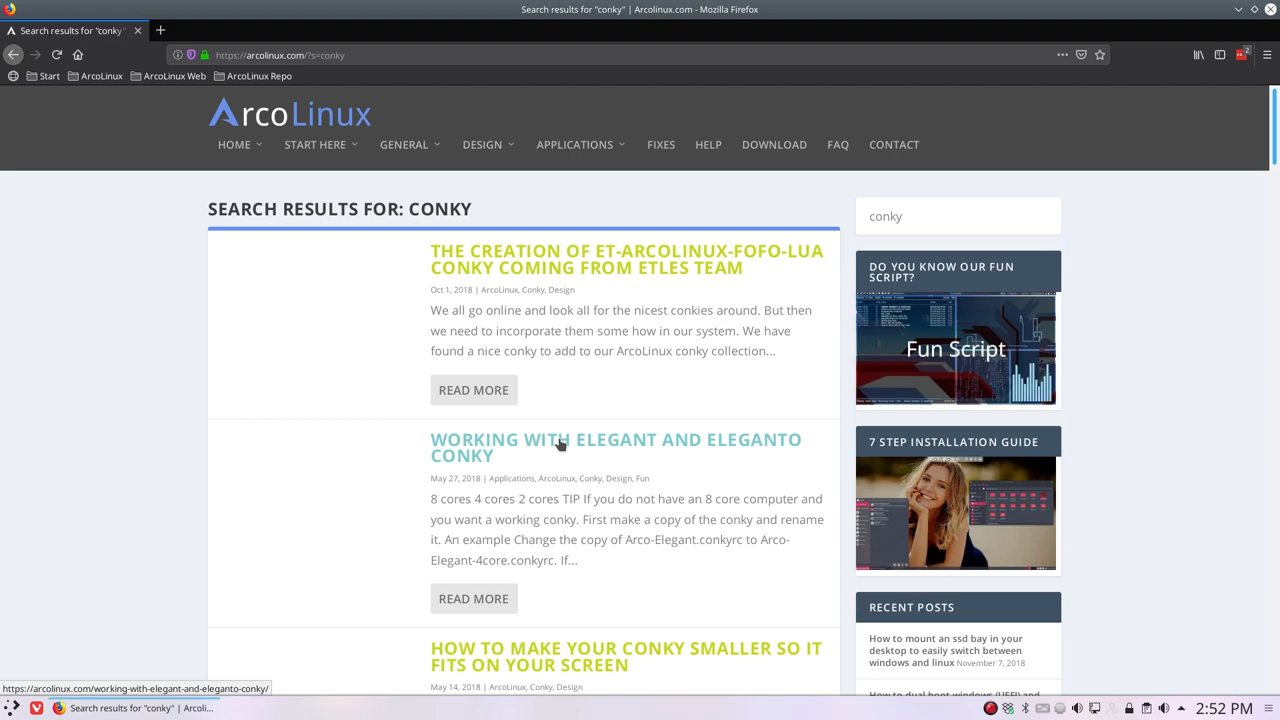 Search results for "conky" | Arcolinux.com - Mozilla Firefox
Search results for "conky"
https://arcolinux.com/?s=conky
2
Start
ArcoLinux
ArcoLinux Web
ArcoLinux Repo
ArcoLinux
HOME
START HERE
GENERAL
DESIGN
APPLICATIONS
FIXES
HELP
DOWNLOAD
FAQ
CONTACT
SEARCH RESULTS FOR: CONKY
THE CREATION OF ET-ARCOLINUX-FOFO-LUA
CONKY COMING FROM ETLES TEAM
Oct 1, 2018 | ArcoLinux, Conky, Design
We all go online and look all for the nicest conkies around. But then
we need to incorporate them some how in our system. We have
found a nice conky to add to our ArcoLinux conky collection...
READ MORE
WORKING WITH ELEGANT AND ELEGANTO
CONKY
May 27, 2018 | Applications, ArcoLinux, Conky, Design, Fun
8 cores 4 cores 2 cores TIP If you do not have an 8 core computer and
you want a working conky. First make a copy of the conky and rename
it. An example Change the copy of Arco-Elegant.conkyrc to Arco-
Elegant-4core.conkyrc. If...
READ MORE
HOW TO MAKE YOUR CONKY SMALLER SO IT
FITS ON YOUR SCREEN
May 14, 2018 | ArcoLinux, Conky, Design
conky
DO YOU KNOW OUR FUN
SCRIPT?
Fun Script
7 STEP INSTALLATION GUIDE
RECENT POSTS
How to mount an ssd bay in your
desktop to easily switch between
windows and linux November 7, 2018
How to dual boot windows (UEFI) and
https://arcolinux.com/working-with-elegant-and-eleganto-conky/
Search results for "conky" | Arcoli...
2:52 PM